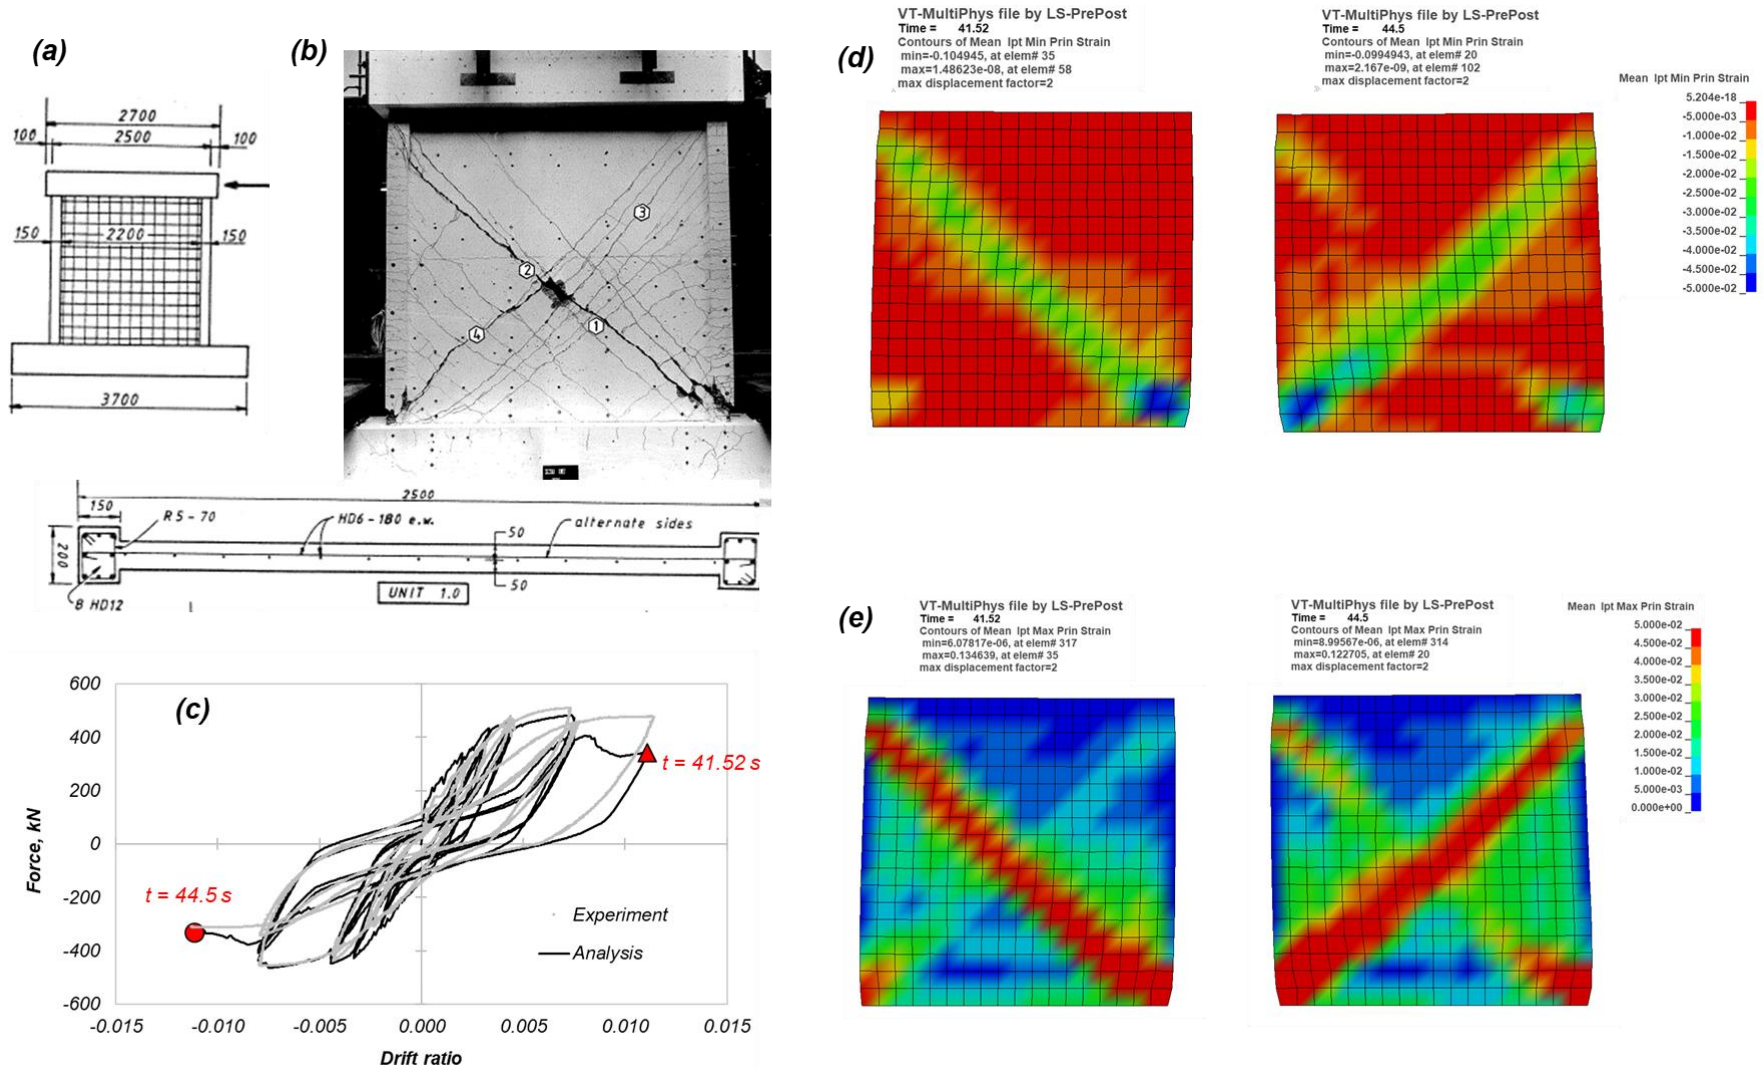 (a)
2700
100
2500
100
150
2200
150
3700
(b)
3
2
1
4
2500
150
R5-70
HD6-180 e.w.
alternate sides
50
200
50
8 HD12
UNIT 1.0
(c)
600
400
200
0
-200
-400
-600
-0.015 -0.010 -0.005 0.000 0.005 0.010 0.015
Force, kN
Drift ratio
t = 41.52 s
t = 44.5 s
Experiment
Analysis
(d)
VT-MultiPhys file by LS-PrePost
Time = 41.52
Contours of Mean Ipt Min Prin Strain
min=-0.104945, at elem# 35
max=1.48623e-08, at elem# 58
max displacement factor=2
VT-MultiPhys file by LS-PrePost
Time = 44.5
Contours of Mean Ipt Min Prin Strain
min=-0.0994943, at elem# 20
max=2.167e-09, at elem# 102
max displacement factor=2
Mean Ipt Min Prin Strain
5.204e-18
-5.000e-03
-1.000e-02
-1.500e-02
-2.000e-02
-2.500e-02
-3.000e-02
-3.500e-02
-4.000e-02
-4.500e-02
-5.000e-02
(e)
VT-MultiPhys file by LS-PrePost
Time = 41.52
Contours of Mean Ipt Max Prin Strain
min=6.07817e-06, at elem# 317
max=0.134639, at elem# 35
max displacement factor=2
VT-MultiPhys file by LS-PrePost
Time = 44.5
Contours of Mean Ipt Max Prin Strain
min=8.99567e-06, at elem# 314
max=0.122705, at elem# 20
max displacement factor=2
Mean Ipt Max Prin Strain
5.000e-02
4.500e-02
4.000e-02
3.500e-02
3.000e-02
2.500e-02
2.000e-02
1.500e-02
1.000e-02
5.000e-03
0.000e+00